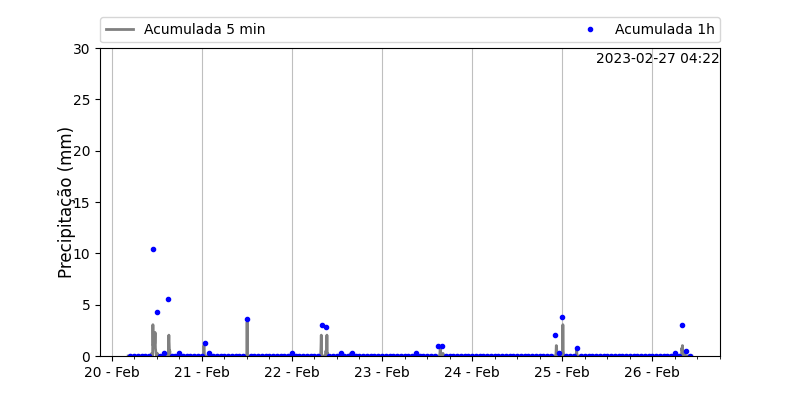 Acumulada 5 min
Acumulada 1h
2023-02-27 04:22
Precipitação (mm)
30
25
20
15
10
5
0
20 - Feb
21 - Feb
22 - Feb
23 - Feb
24 - Feb
25 - Feb
26 - Feb